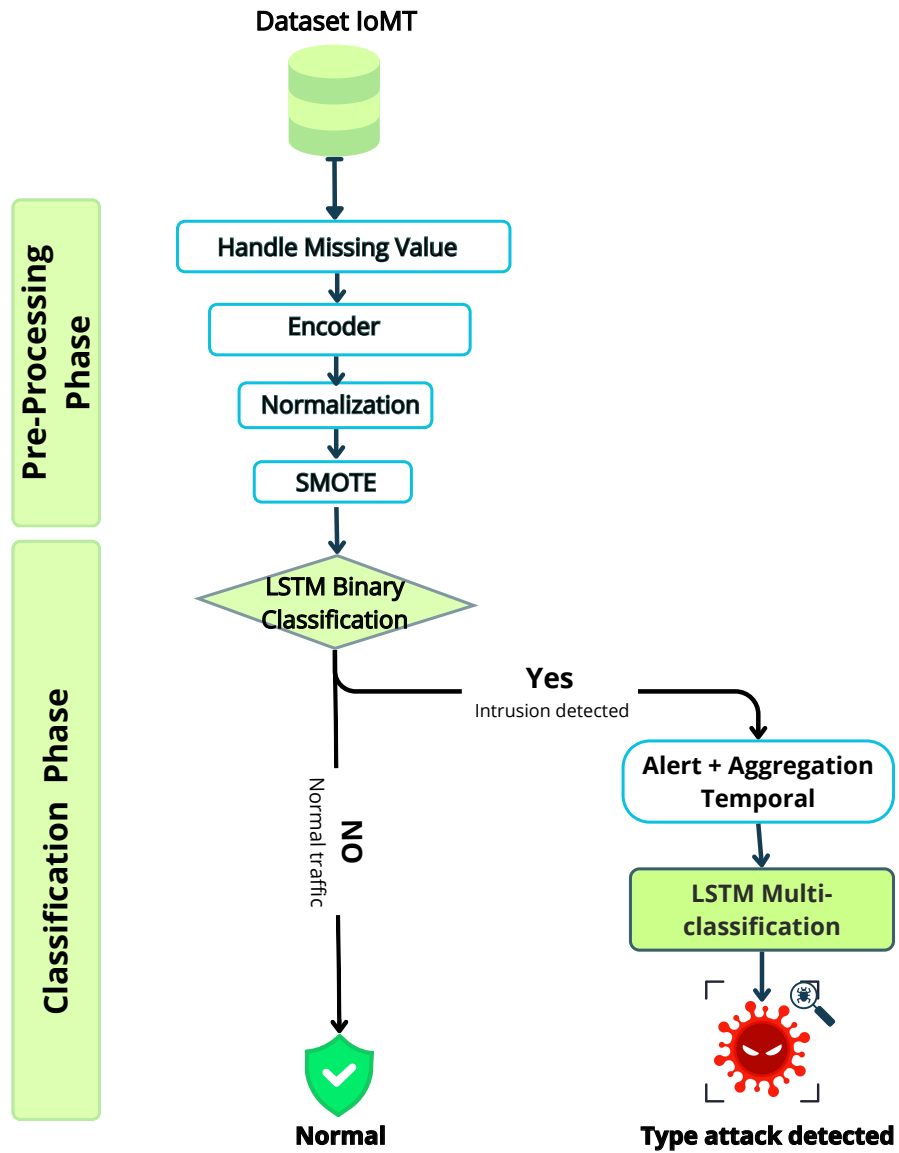 Dataset IoMT
Pre-Processing
Phase
Handle Missing Value
Encoder
Normalization
SMOTE
Classification Phase
LSTM Binary
Classification
Yes
Intrusion detected
NO
Normal traffic
Alert + Aggregation
Temporal
LSTM Multi-
classification
Normal
Type attack detected